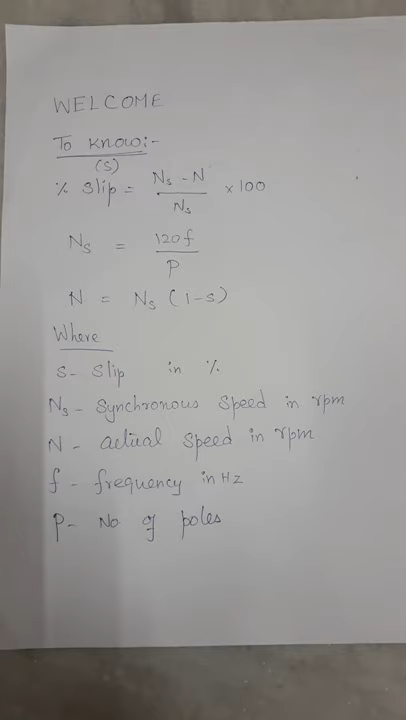 WELCOME
To know:-
(s)
% Slip = Ns - N / Ns × 100
Ns = 120f / P
N = Ns (1-s)
Where
s - Slip in %
Ns - Synchronous Speed in rpm
N - actual Speed in rpm
f - frequency in Hz
p - No of poles